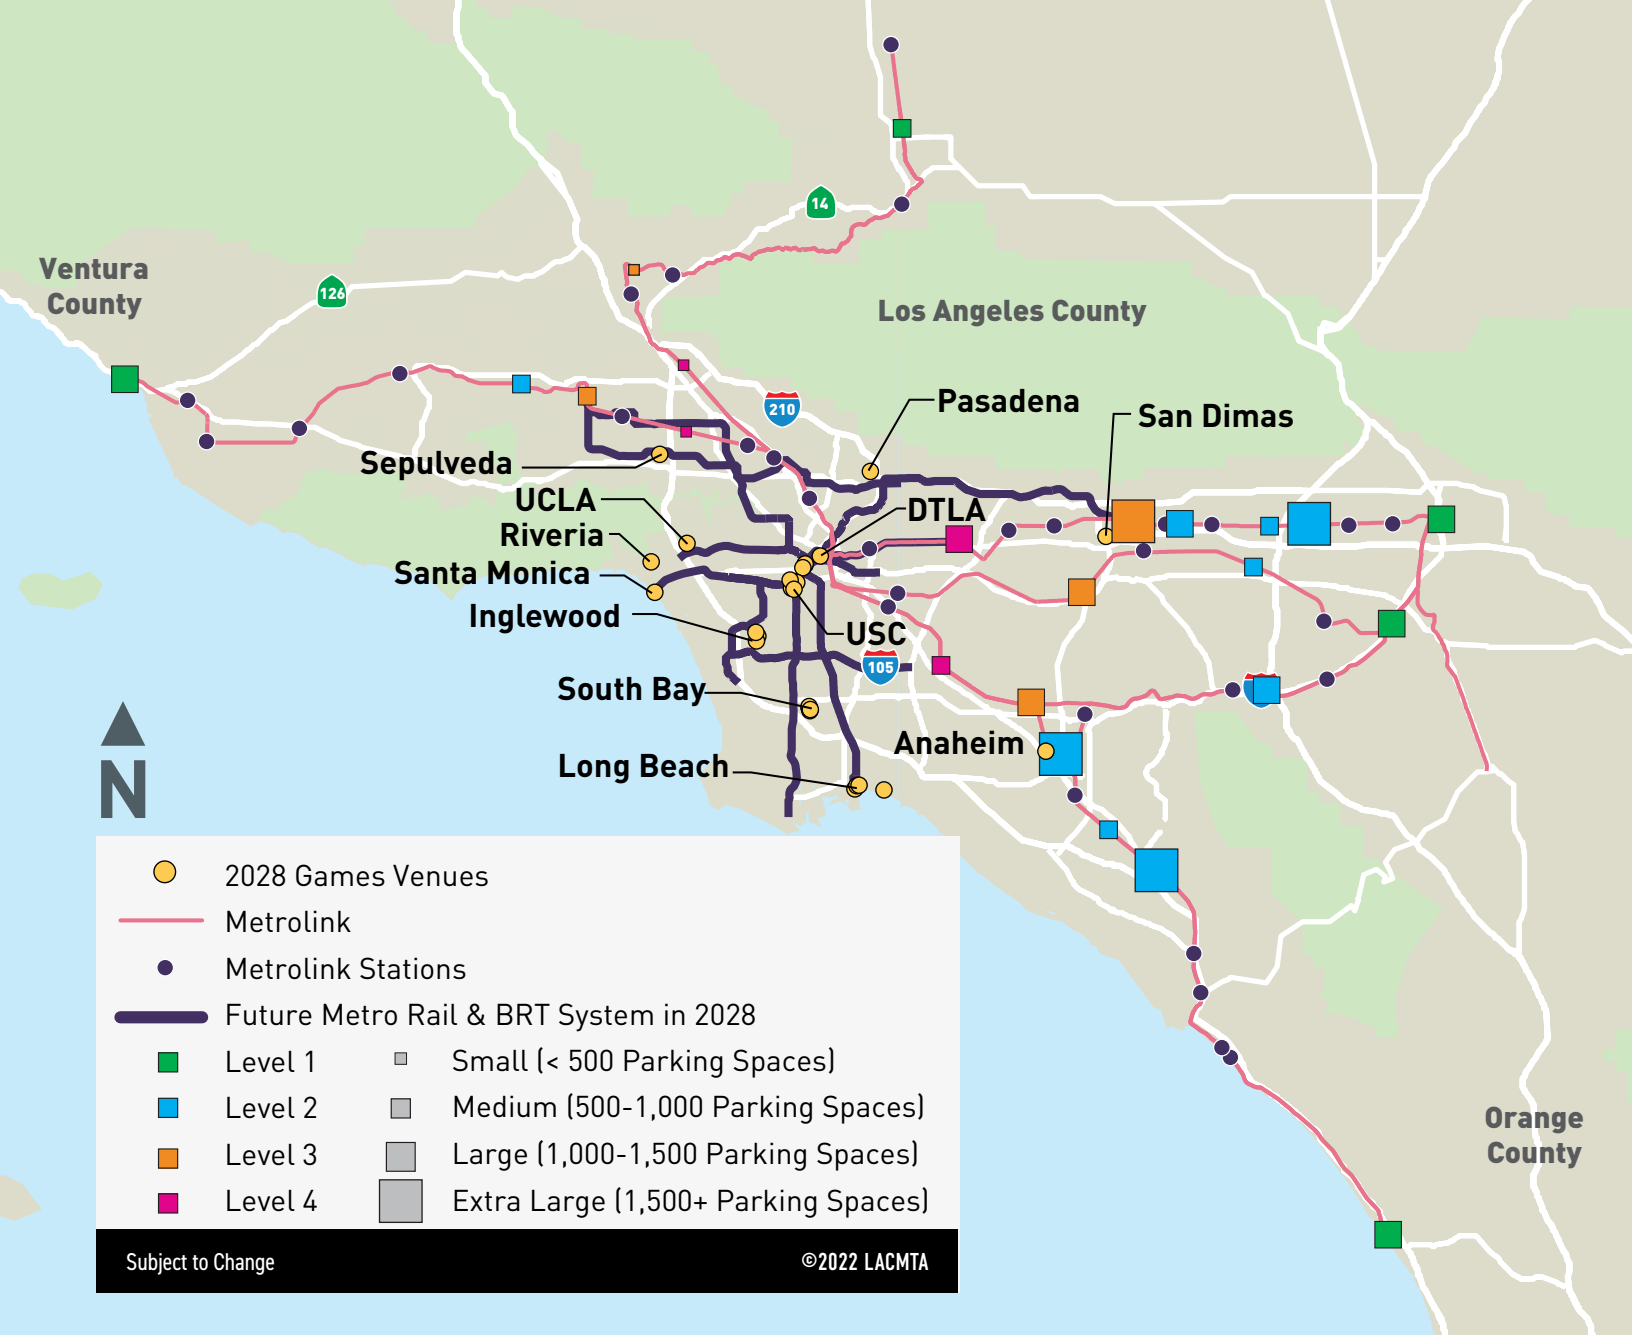 14
Ventura
County
126
Los Angeles County
210
Pasadena
San Dimas
Sepulveda
UCLA
DTLA
Riveria
Santa Monica
Inglewood
USC
105
South Bay
Anaheim
Long Beach
N
2028 Games Venues
Metrolink
Metrolink Stations
Future Metro Rail & BRT System in 2028
Level 1
Small (< 500 Parking Spaces)
Level 2
Medium (500-1,000 Parking Spaces)
Level 3
Large (1,000-1,500 Parking Spaces)
Level 4
Extra Large (1,500+ Parking Spaces)
Orange
County
Subject to Change
©2022 LACMTA